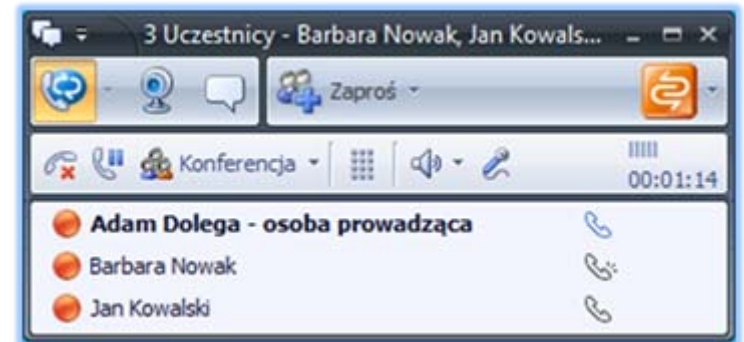 3 Uczestnicy - Barbara Nowak, Jan Kowals...
Zaproś
Konferencja
00:01:14
Adam Dolega - osoba prowadząca
Barbara Nowak
Jan Kowalski